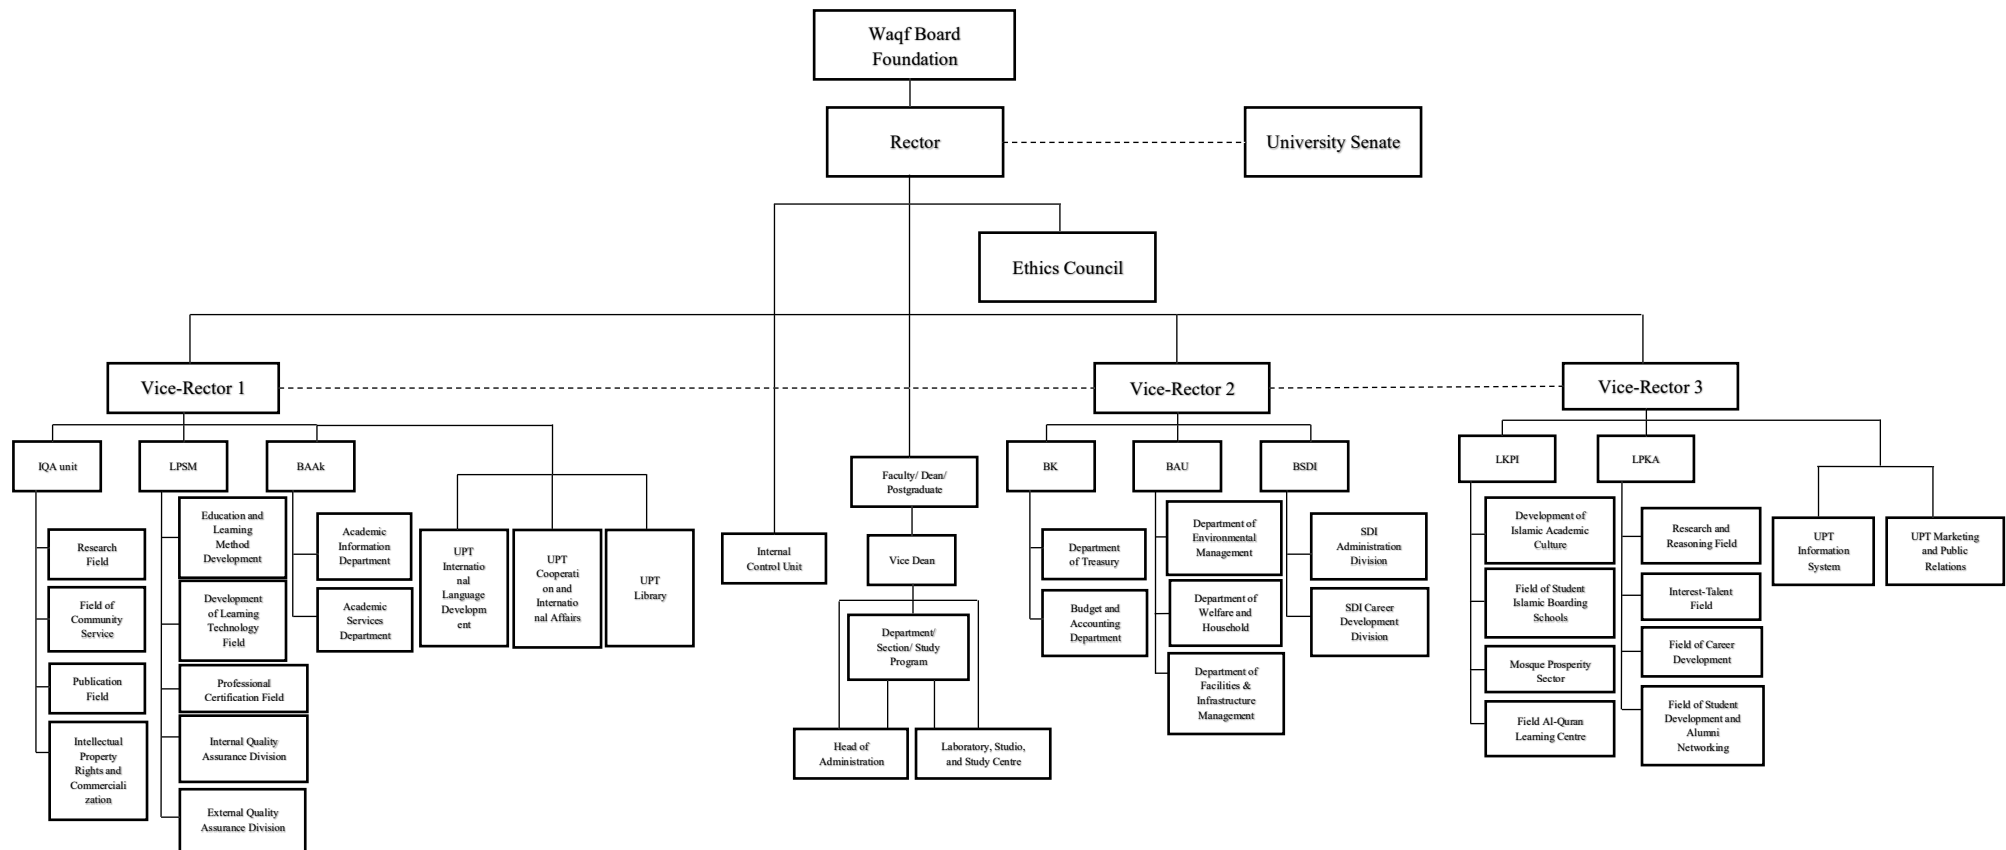 Waqf Board
Foundation
Rector
University Senate
Ethics Council
Vice-Rector 1
Vice-Rector 2
Vice-Rector 3
IQA unit
LPSM
BAAk
Faculty/ Dean/
Postgraduate
BK
BAU
BSDI
LKPI
LPKA
Research
Field
Field of
Community
Service
Publication
Field
Intellectual
Property
Rights and
Commerciali
zation
Education and
Learning
Method
Development
Development
of Learning
Technology
Field
Professional
Certification Field
Internal Quality
Assurance Division
External Quality
Assurance Division
Academic
Information
Department
Academic
Services
Department
UPT
Internatio
nal
Language
Developm
ent
UPT
Cooperati
on and
Internatio
nal Affairs
UPT
Library
Internal
Control Unit
Vice Dean
Department/
Section/ Study
Program
Head of
Administration
Laboratory, Studio,
and Study Centre
Department
of Treasury
Budget and
Accounting
Department
Department of
Environmental
Management
Department of
Welfare and
Household
Department of
Facilities &
Infrastructure
Management
SDI
Administration
Division
SDI Career
Development
Division
Development of
Islamic Academic
Culture
Field of Student
Islamic Boarding
Schools
Mosque Prosperity
Sector
Field Al-Quran
Learning Centre
Research and
Reasoning Field
Interest-Talent
Field
Field of Career
Development
Field of Student
Development and
Alumni
Networking
UPT
Information
System
UPT Marketing
and Public
Relations